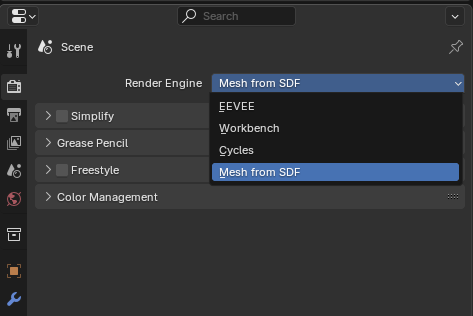 Search
Scene
Render Engine Mesh from SDF
EEVEE
Workbench
Cycles
Mesh from SDF
Simplify
Grease Pencil
Freestyle
Color Management